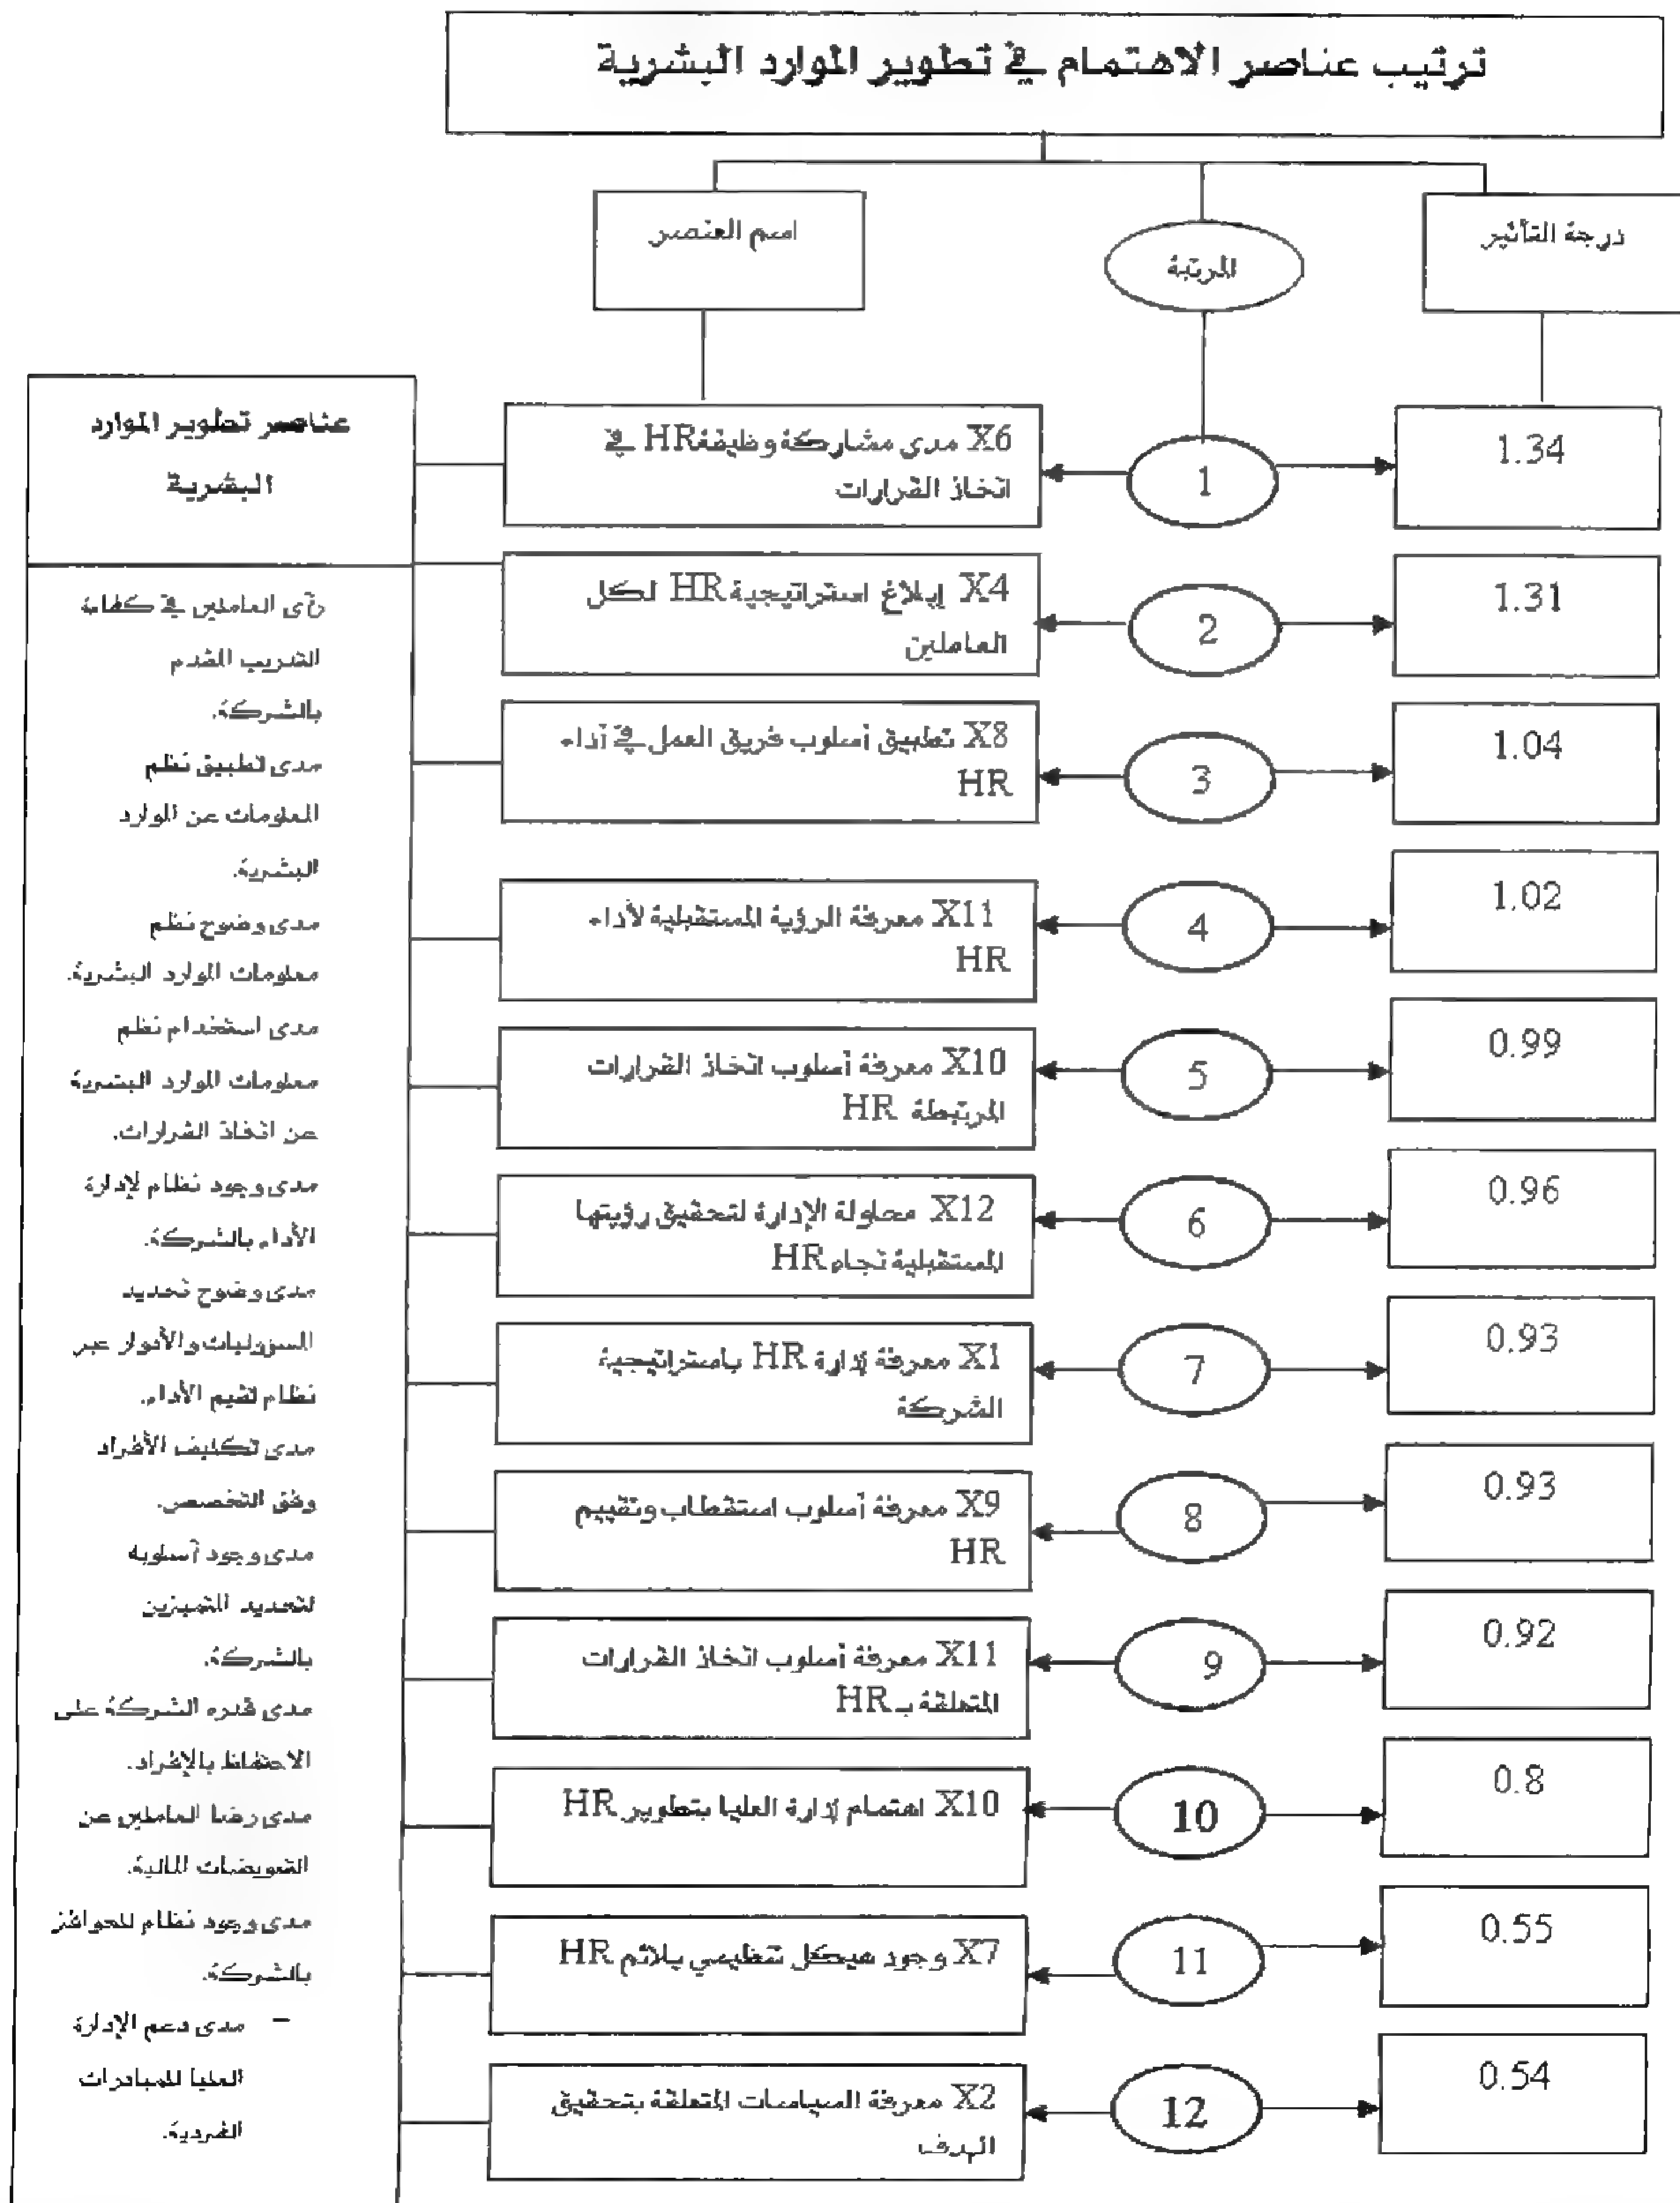 ترتيب عناصر الاهتمام في تطوير الموارد البشرية
درجة التأثير
المرتبة
اسم العنصر
1.34
1
X6 مدى مشاركة وظيفة HR في
اتخاذ القرارات
1.31
2
X4 إبلاغ استراتيجية HR لكل
العاملين
1.04
3
X8 تطبيق أسلوب فريق العمل في أداء
HR
1.02
4
X11 معرفة الرؤية المستقبلية لأداء
HR
0.99
5
X10 معرفة أسلوب اتخاذ القرارات
المرتبطة HR
0.96
6
X12 محاولة الإدارة لتحقيق رؤيتها
المستقبلية تجاه HR
0.93
7
X1 معرفة إدارة HR باستراتيجية
الشركة
0.93
8
X9 معرفة أسلوب استقطاب وتقييم
HR
0.92
9
X11 معرفة أسلوب اتخاذ القرارات
المتعلقة بـ HR
0.8
10
X10 اهتمام إدارة العليا بتطوير HR
0.55
11
X7 وجود هيكل تنظيمي يلائم HR
0.54
12
X2 معرفة السياسات المتعلقة بتحقيق
الهدف
عناصر تطوير الموارد
البشرية
رأى العاملين في كفاءة
التدريب المقدم
بالشركة.
مدى تطبيق نظم
المعلومات عن الموارد
البشرية.
مدى وضوح نظم
معلومات الموارد البشرية.
مدى استخدام نظم
معلومات الموارد البشرية
عن اتخاذ القرارات.
مدى وجود نظام لإدارة
الأداء بالشركة.
مدى وضوح تحديد
المسؤوليات والأدوار عبر
نظام تقيم الأداء.
مدى تكليف الأفراد
وفق التخصص.
مدى وجود أسلوبه
لتحديد المتميزين
بالشركة.
مدى قدره الشركة على
الاحتفاظ بالإفراد.
مدى رضا العاملين عن
التعويضات المالية.
مدى وجود نظام للحوافز
بالشركة.
– مدى دعم الإدارة
العليا للمبادرات
الفردية.